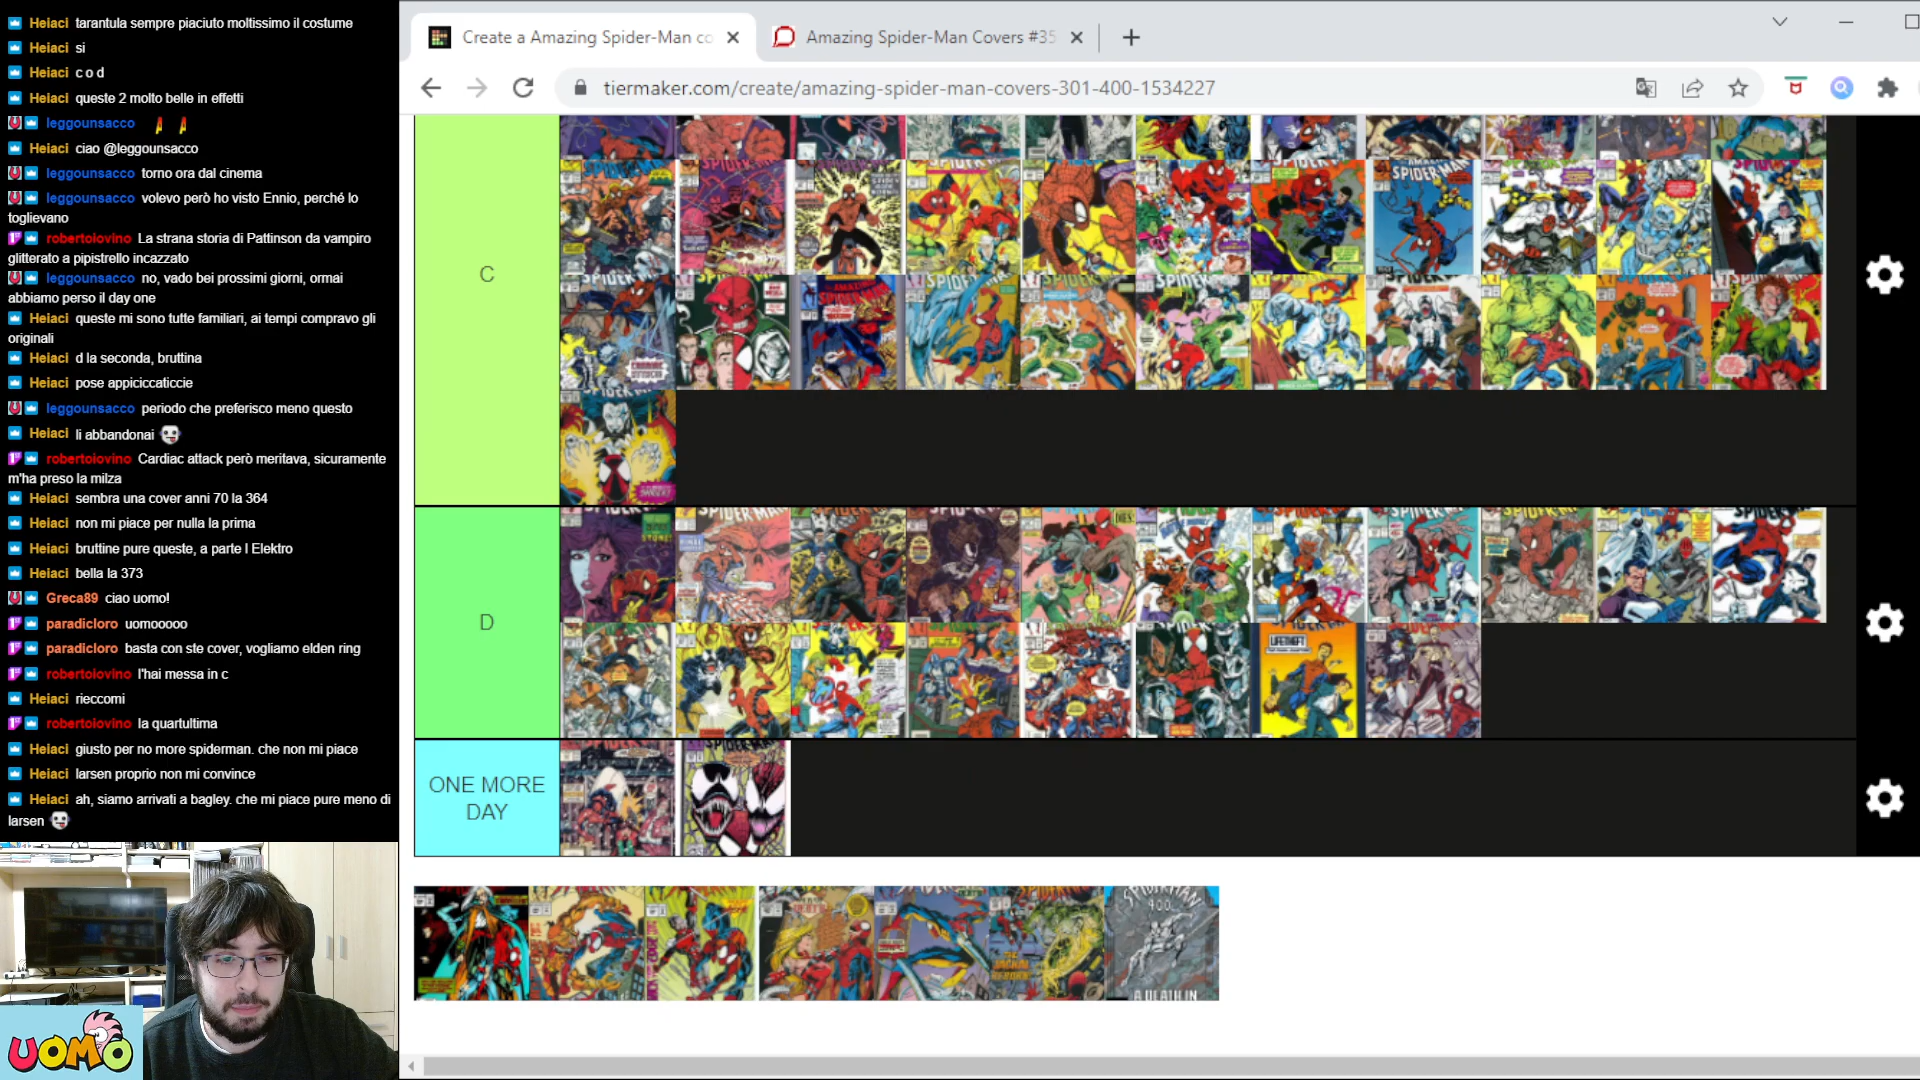 Heiaci tarantula sempre piaciuto moltissimo il costume
Heiaci si
Heiaci c o d
Heiaci queste 2 molto belle in effetti
leggounsacco
Heiaci ciao @leggounsacco
leggounsacco torno ora dal cinema
leggounsacco volevo però ho visto Ennio, perché lo
toglievano
robertoiovino La strana storia di Pattinson da vampiro
glitterato a pipistrello incazzato
leggounsacco no, vado bei prossimi giorni, ormai
abbiamo perso il day one
Heiaci queste mi sono tutte familiari, ai tempi compravo gli
originali
Heiaci d la seconda, bruttina
Heiaci pose appiciccaticcie
leggounsacco periodo che preferisco meno questo
Heiaci li abbandonai
robertoiovino Cardiac attack però meritava, sicuramente
m'ha preso la milza
Heiaci sembra una cover anni 70 la 364
Heiaci non mi piace per nulla la prima
Heiaci bruttine pure queste, a parte l Elektro
Heiaci bella la 373
Greca89 ciao uomo!
paradicloro uomooooo
paradicloro basta con ste cover, vogliamo elden ring
robertoiovino l'hai messa in c
Heiaci rieccomi
robertoiovino la quartultima
Heiaci giusto per no more spiderman. che non mi piace
Heiaci larsen proprio non mi convince
Heiaci ah, siamo arrivati a bagley. che mi piace pure meno di
larsen
UOMO
Create a Amazing Spider-Man co
Amazing Spider-Man Covers #35
tiermaker.com/create/amazing-spider-man-covers-301-400-1534227
C
SPIDER-MAN
D
LIFETHEFT
ONE MORE
DAY
SPIDERMAN
400
A DEATH IN